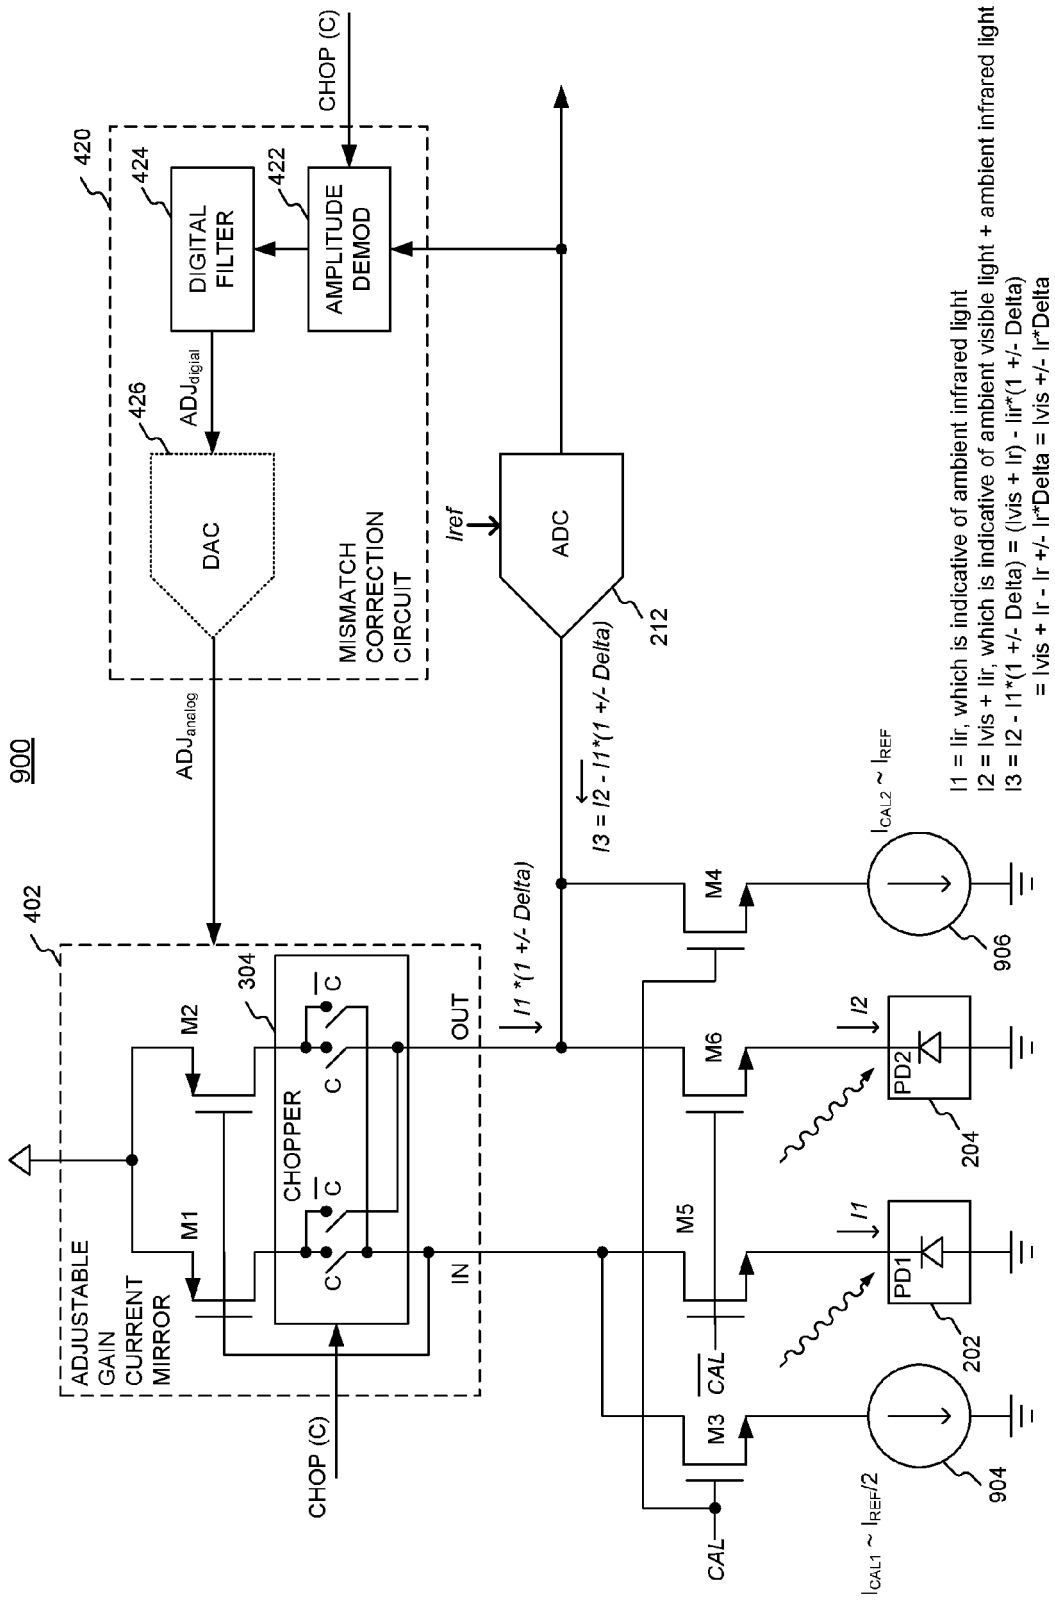 900
402
ADJUSTABLE
GAIN
CURRENT
MIRROR
M1
M2
304
CHOPPER
C
C
C
C
IN
OUT
CHOP (C)
ADJanalog
420
424
DIGITAL
FILTER
422
AMPLITUDE
DEMOD
CHOP (C)
ADJdigial
426
DAC
MISMATCH
CORRECTION
CIRCUIT
Iref
ADC
212
I1 *(1 +/- Delta)
I3 = I2 - I1*(1 +/- Delta)
CAL
CAL
M3
M5
M6
M4
ICAL1 ~ IREF/2
904
I1
PD1
202
I2
PD2
204
ICAL2 ~ IREF
906
I1 = Iir, which is indicative of ambient infrared light
I2 = Ivis + Iir, which is indicative of ambient visible light + ambient infrared light
I3 = I2 - I1*(1 +/- Delta) = (Ivis + Ir) - Iir*(1 +/- Delta)
= Ivis + Ir - Ir +/- Ir*Delta = Ivis +/- Ir*Delta